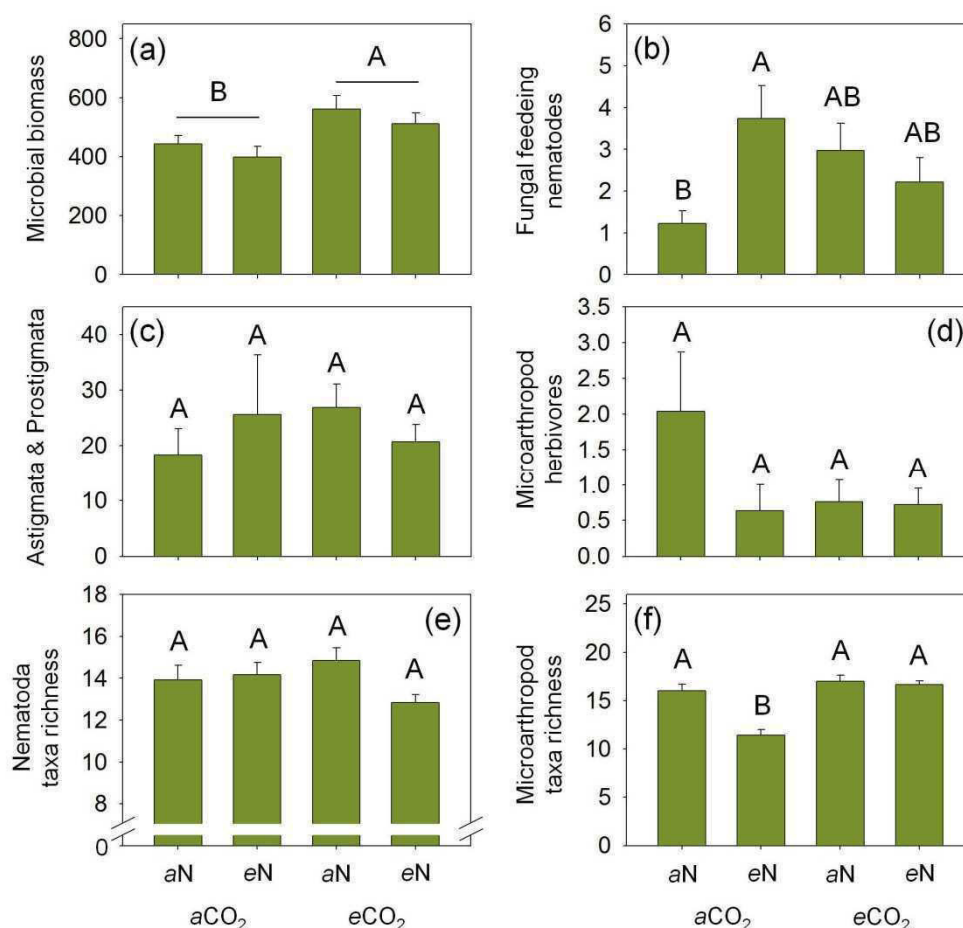 (a)
Microbial biomass
800
600
400
200
0
B
A
(b)
Fungal feedeing
nematodes
6
5
4
3
2
1
0
B
A
AB
AB
(c)
Astigmata & Prostigmata
40
30
20
10
0
A
A
A
A
(d)
Microarthropod
herbivores
3.5
3.0
2.5
2.0
1.5
1.0
0.5
0.0
A
A
A
A
(e)
Nematoda
taxa richness
18
16
14
12
10
8
0
A
A
A
A
aN eN aN eN
aCO₂ eCO₂
(f)
Microarthropod
taxa richness
25
20
15
10
5
0
A
B
A
A
aN eN aN eN
aCO₂ eCO₂